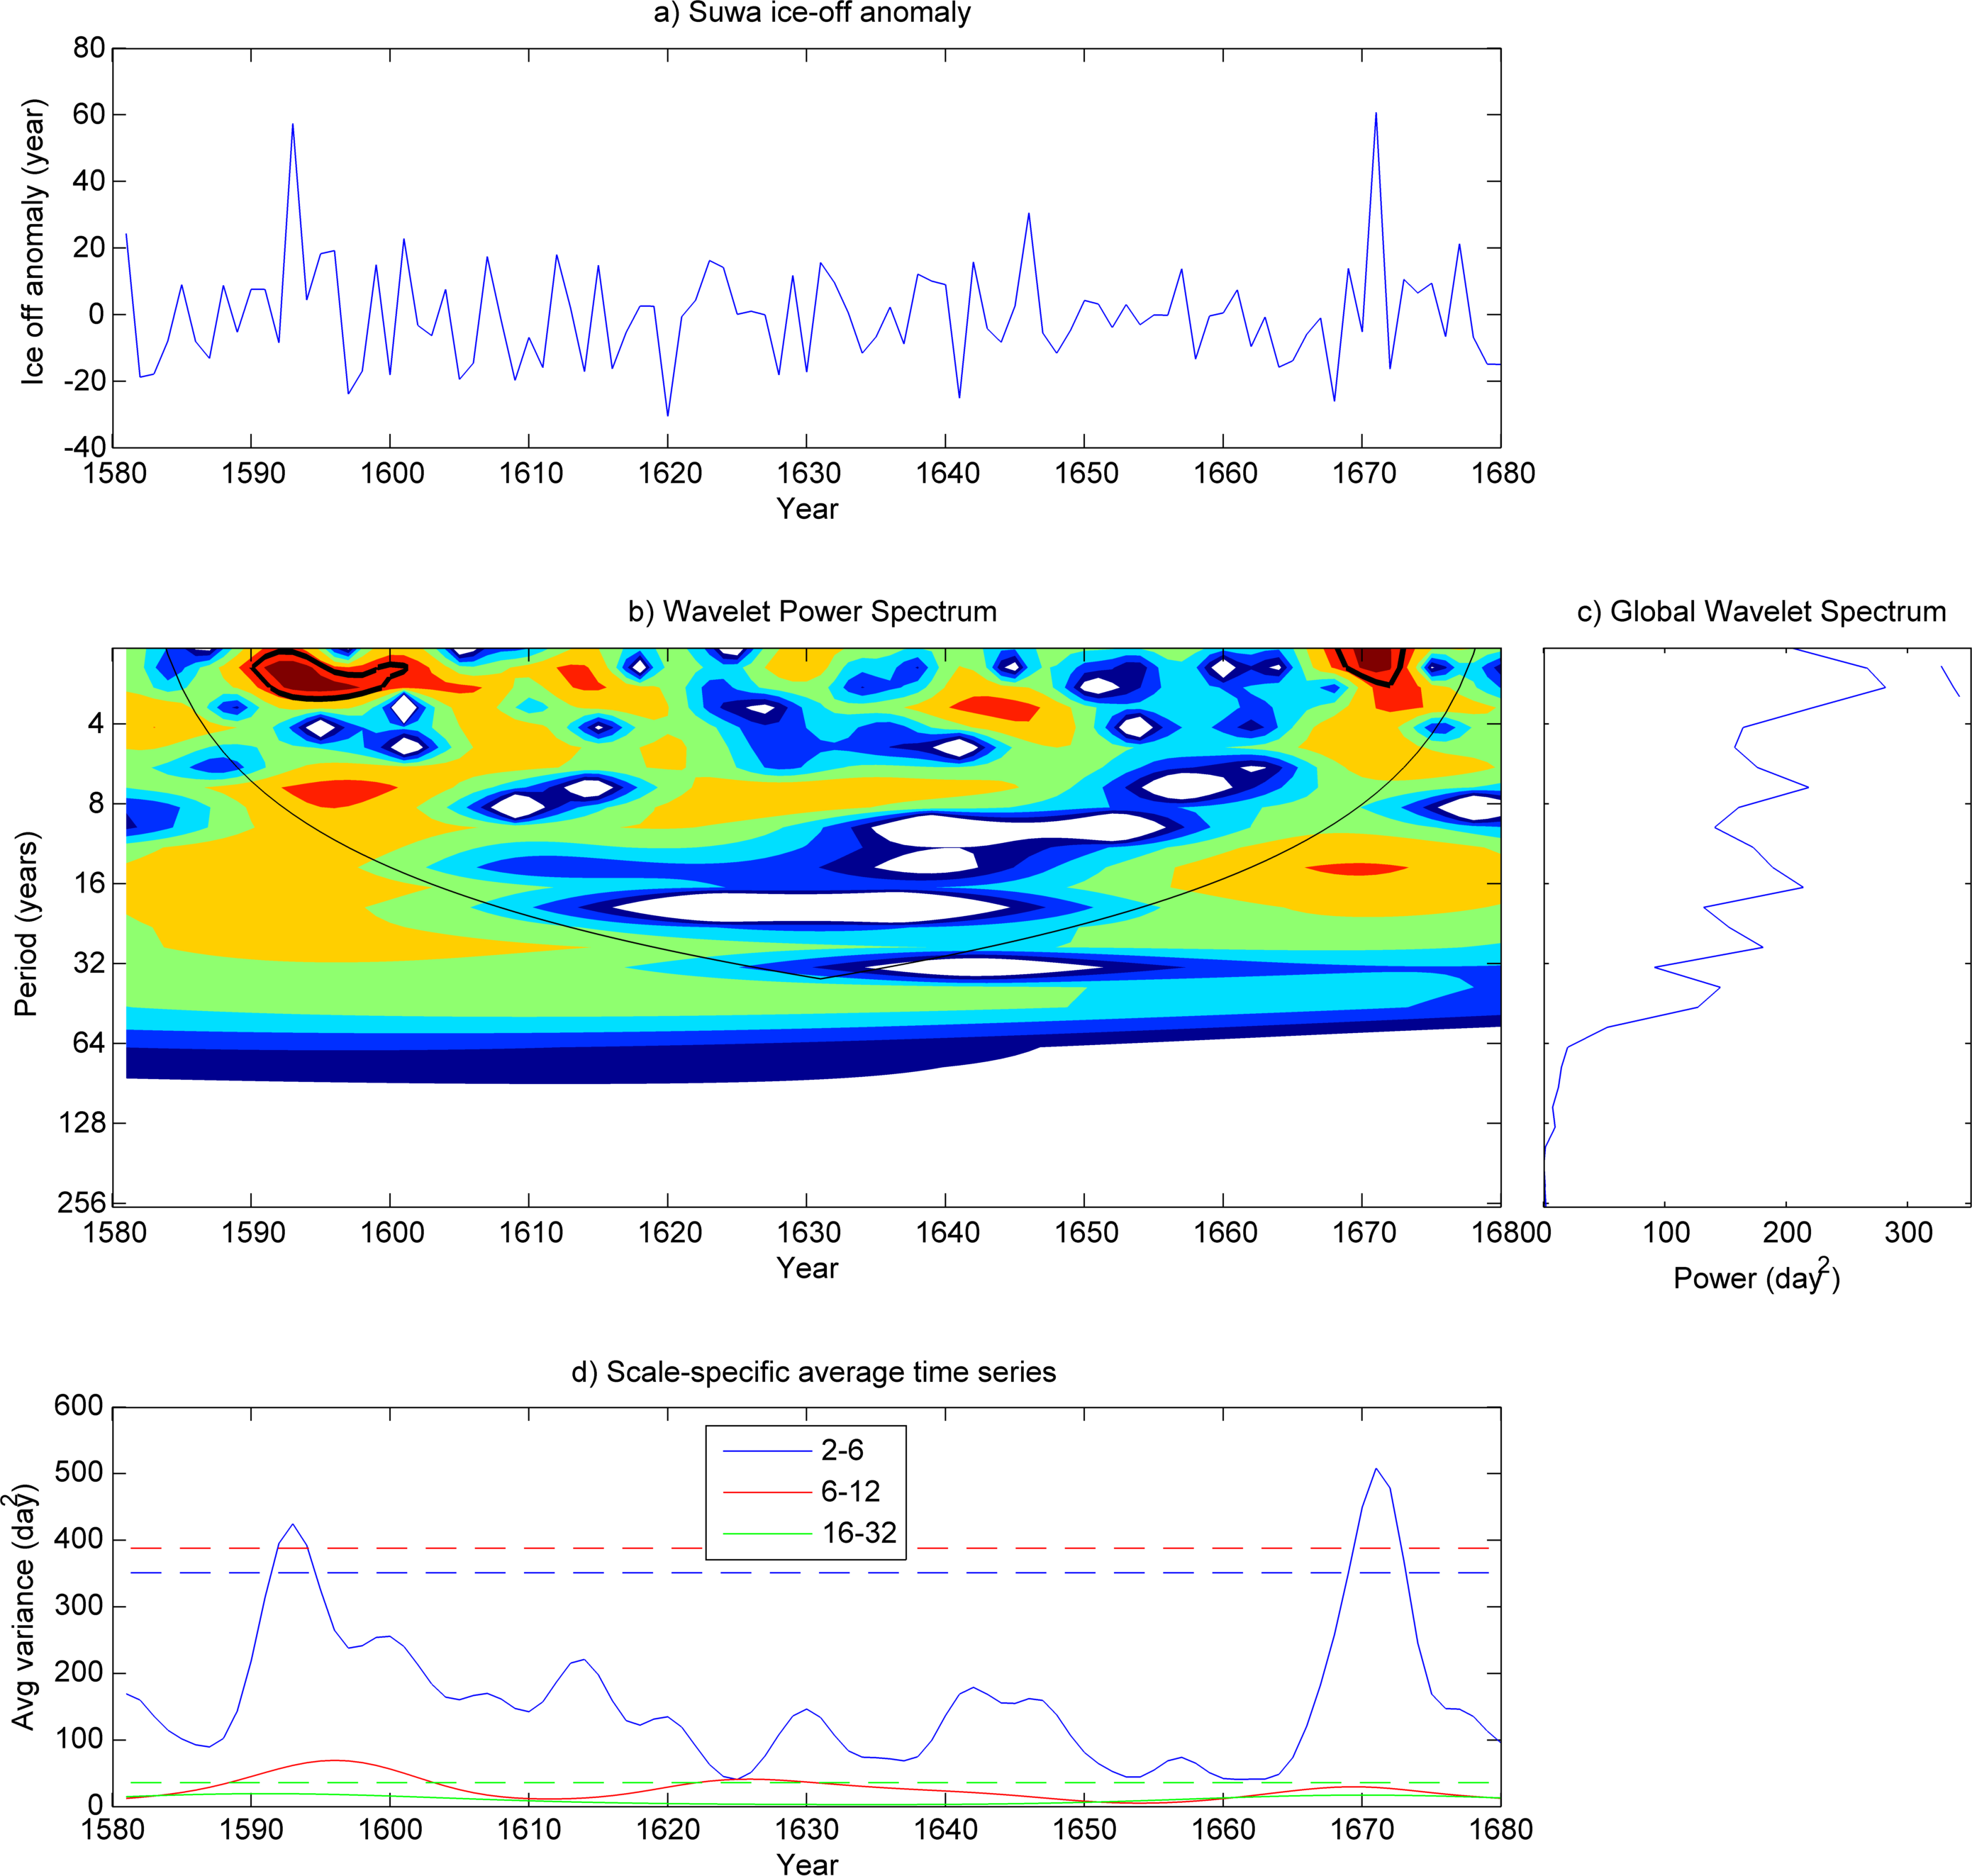 a) Suwa ice-off anomaly
80
60
40
20
0
-20
-40
Ice off anomaly (year)
1580 1590 1600 1610 1620 1630 1640 1650 1660 1670 1680
Year
b) Wavelet Power Spectrum
4
8
16
32
64
128
256
Period (years)
1580 1590 1600 1610 1620 1630 1640 1650 1660 1670 1680
Year
c) Global Wavelet Spectrum
0 100 200 300
Power (day2)
d) Scale-specific average time series
600
500
400
300
200
100
0
Avg variance (day2)
2-6
6-12
16-32
1580 1590 1600 1610 1620 1630 1640 1650 1660 1670 1680
Year